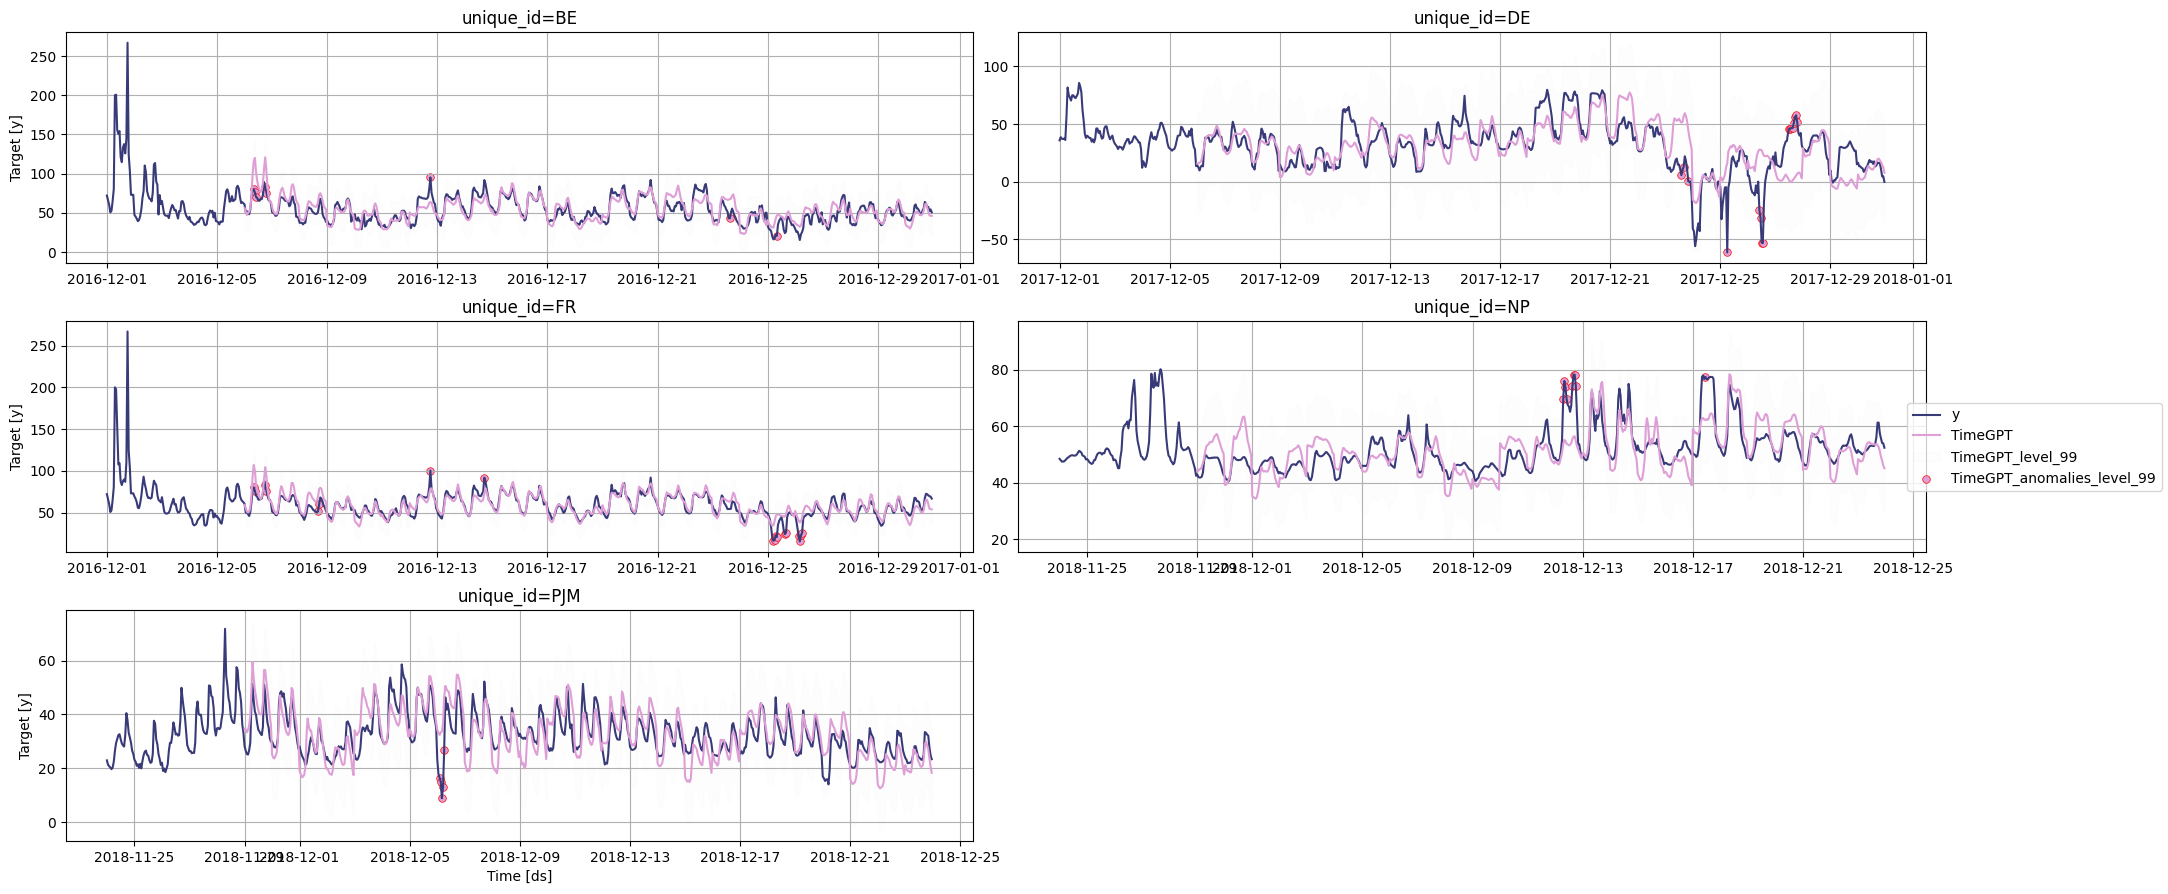 unique_id=BE
unique_id=DE
Target [y]
250
200
150
100
50
0
100
50
0
−50
2016-12-01 2016-12-05 2016-12-09 2016-12-13 2016-12-17 2016-12-21 2016-12-25 2016-12-29 2017-01-01
2017-12-01 2017-12-05 2017-12-09 2017-12-13 2017-12-17 2017-12-21 2017-12-25 2017-12-29 2018-01-01
unique_id=FR
unique_id=NP
Target [y]
250
200
150
100
50
80
60
40
20
2016-12-01 2016-12-05 2016-12-09 2016-12-13 2016-12-17 2016-12-21 2016-12-25 2016-12-29 2017-01-01
2018-11-25 2018-11-29 2018-12-01 2018-12-05 2018-12-09 2018-12-13 2018-12-17 2018-12-21 2018-12-25
y
TimeGPT
TimeGPT_level_99
TimeGPT_anomalies_level_99
unique_id=PJM
Target [y]
60
40
20
0
2018-11-25 2018-11-29 2018-12-01 2018-12-05 2018-12-09 2018-12-13 2018-12-17 2018-12-21 2018-12-25
Time [ds]